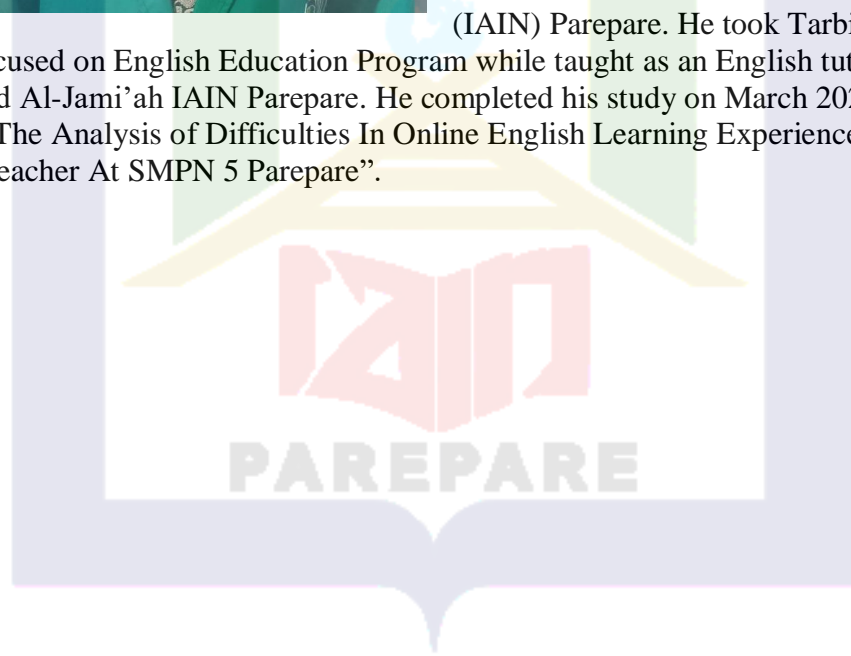 (IAIN) Parepare. He took Tarbi
cused on English Education Program while taught as an English tut
d Al-Jami’ah IAIN Parepare. He completed his study on March 202
The Analysis of Difficulties In Online English Learning Experience
eacher At SMPN 5 Parepare”.
IAIN
PAREPARE